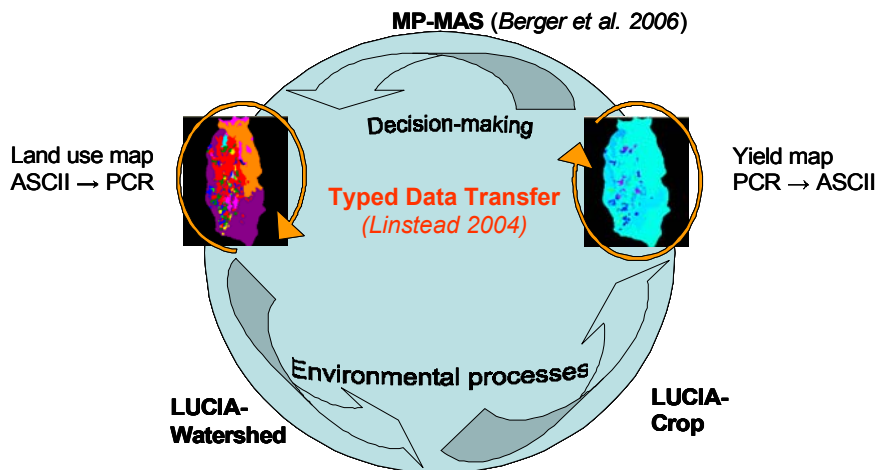 MP-MAS (Berger et al. 2006)
Decision-making
Land use map
ASCII → PCR
Typed Data Transfer
(Linstead 2004)
Yield map
PCR → ASCII
Environmental processes
LUCIA-
Watershed
LUCIA-
Crop